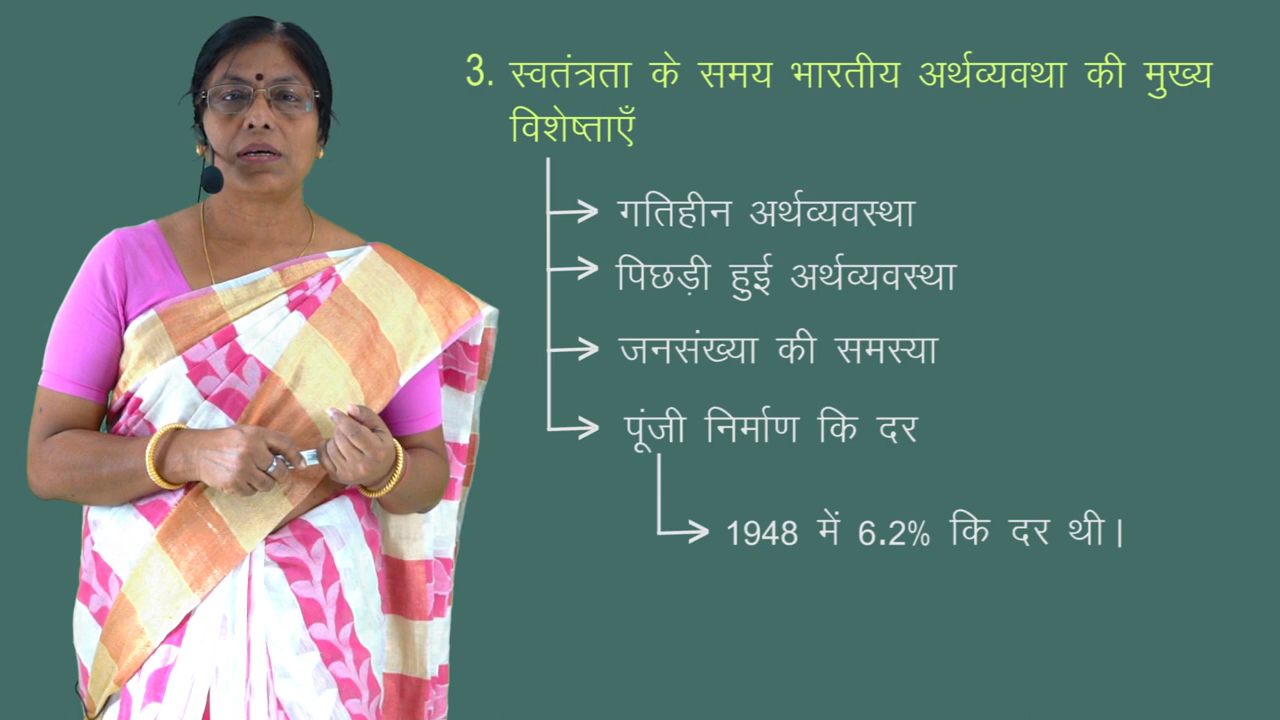 3. स्वतंत्रता के समय भारतीय अर्थव्यवथा की मुख्य
विशेष्ताएँ
गतिहीन अर्थव्यवस्था
पिछड़ी हुई अर्थव्यवस्था
जनसंख्या की समस्या
पूंजी निर्माण कि दर
1948 में 6.2% कि दर थी।